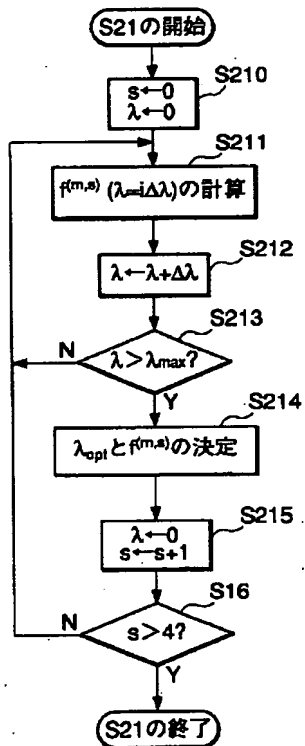 S21の開始
S210
s←0
λ←0
S211
f(m,s) (λ=iΔλ)の計算
S212
λ←λ+Δλ
S213
N
λ>λmax?
Y
S214
λoptとf(m,s)の決定
S215
λ←0
s←s+1
S16
N
s>4?
Y
S21の終了